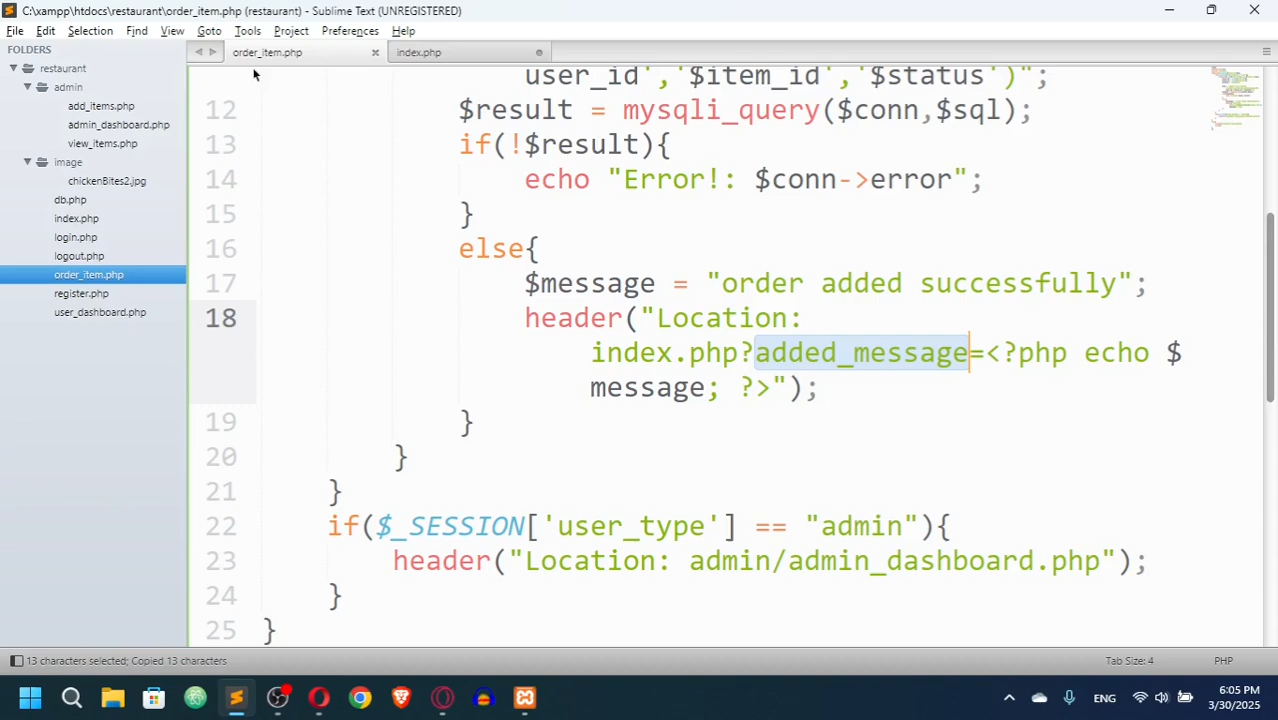 C:\xampp\htdocs\restaurant\order_item.php (restaurant) - Sublime Text (UNREGISTERED)
File Edit Selection Find View Goto Tools Project Preferences Help
FOLDERS
restaurant
admin
add_items.php
admin_dashboard.php
view_items.php
image
chickenBites2.jpg
db.php
index.php
login.php
logout.php
order_item.php
register.php
user_dashboard.php
order_item.php index.php
user_id','$item_id','$status')";
12 $result = mysqli_query($conn,$sql);
13 if(!$result){
14 echo "Error!: $conn->error";
15 }
16 else{
17 $message = "order added successfully";
18 header("Location:
index.php?added_message=<?php echo $
message; ?>");
19 }
20 }
21 }
22 if($_SESSION['user_type'] == "admin"){
23 header("Location: admin/admin_dashboard.php");
24 }
25 }
13 characters selected; Copied 13 characters Tab Size: 4 PHP
ENG 6:05 PM
3/30/2025